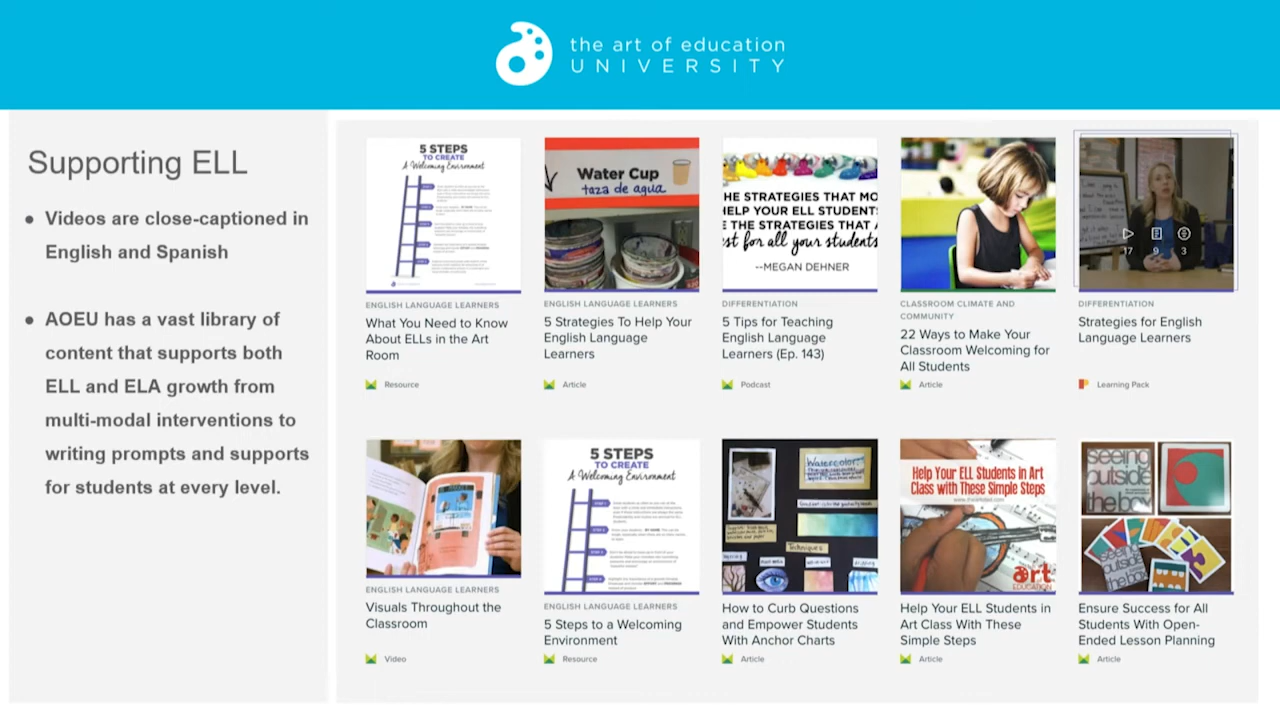 the art of education
UNIVERSITY
Supporting ELL
• Videos are close-captioned in
English and Spanish
• AOEU has a vast library of
content that supports both
ELL and ELA growth from
multi-modal interventions to
writing prompts and supports
for students at every level.
5 STEPS
TO CREATE
A Welcoming Environment
ENGLISH LANGUAGE LEARNERS
What You Need to Know
About ELLs in the Art
Room
Resource
Water Cup
taza de agua
ENGLISH LANGUAGE LEARNERS
5 Strategies To Help Your
English Language
Learners
Article
HE STRATEGIES THAT MO
HELP YOUR ELL STUDENT
E THE STRATEGIES THAT
st for all your students
--MEGAN DEHNER
DIFFERENTIATION
5 Tips for Teaching
English Language
Learners (Ep. 143)
Podcast
CLASSROOM CLIMATE AND
COMMUNITY
22 Ways to Make Your
Classroom Welcoming for
All Students
Article
17 9 3
DIFFERENTIATION
Strategies for English
Language Learners
Learning Pack
ENGLISH LANGUAGE LEARNERS
Visuals Throughout the
Classroom
Video
5 STEPS
TO CREATE
A Welcoming Environment
ENGLISH LANGUAGE LEARNERS
5 Steps to a Welcoming
Environment
Resource
Watercolor
Techniques
How to Curb Questions
and Empower Students
With Anchor Charts
Article
Help Your ELL Students in Art
Class with These Simple Steps
art
EDUCATION
Help Your ELL Students in
Art Class With These
Simple Steps
Article
seeing
outside
the box
outside
the box
Ensure Success for All
Students With Open-
Ended Lesson Planning
Article